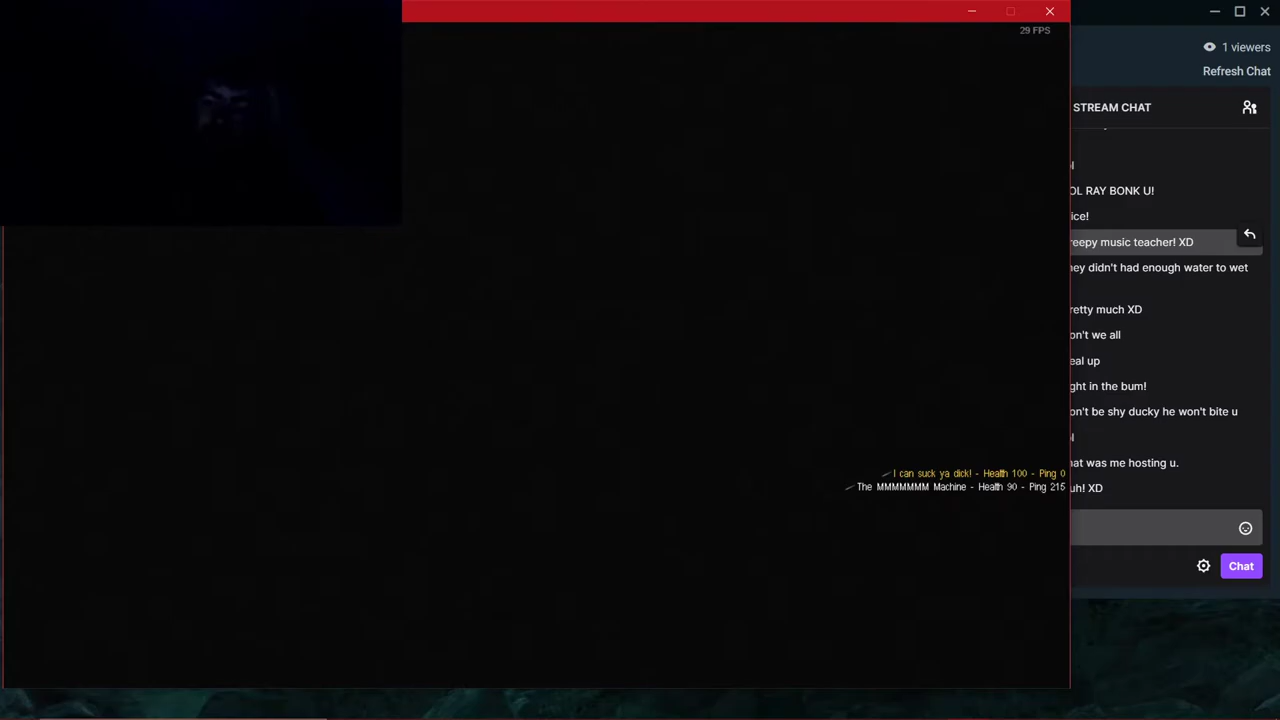 1 viewers
29 FPS
Refresh Chat
STREAM CHAT
OL RAY BONK U!
ice!
reepy music teacher! XD
ey didn't had enough water to wet
retty much XD
on't we all
eal up
ght in the bum!
on't be shy ducky he won't bite u
hat was me hosting u.
I can suck ya dick! - Health 100 - Ping 0
The MMMMMMM Machine - Health 90 - Ping 215
uh! XD
Chat